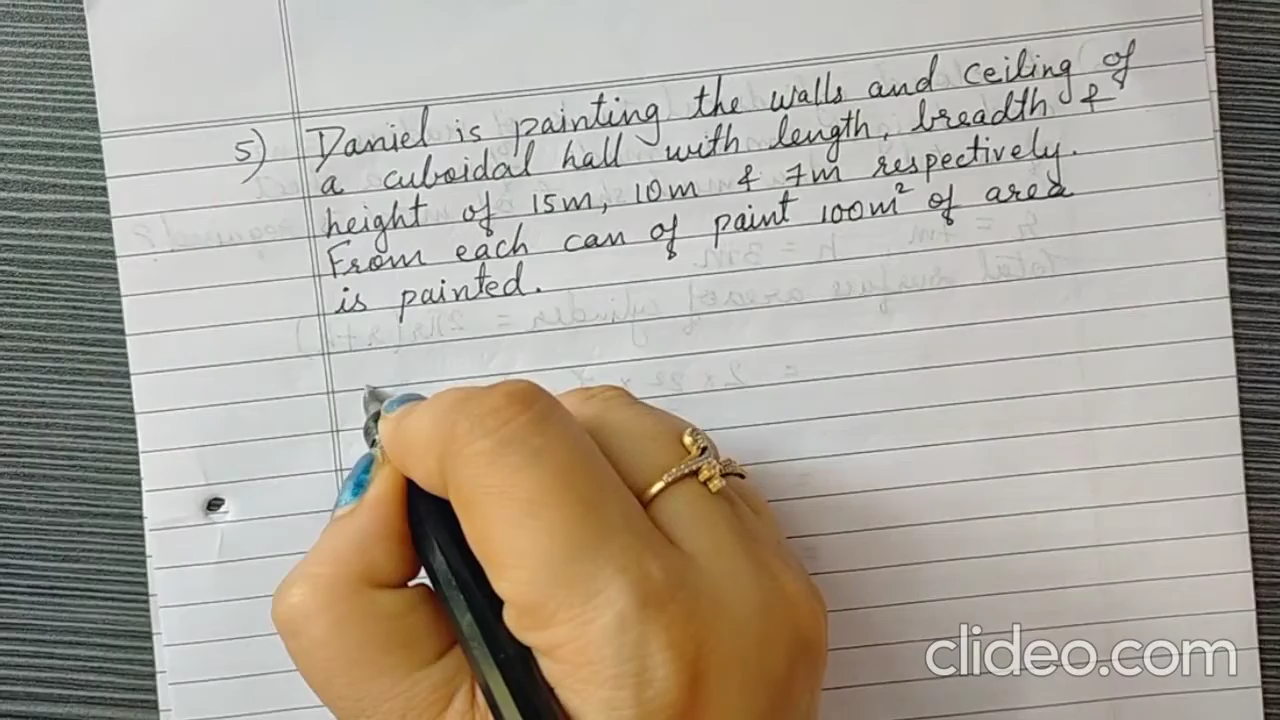 5) Daniel is painting the walls and ceiling of
a cuboidal hall with length, breadth &
height of 15m, 10m & 7m respectively.
From each can of paint 100m² of area
is painted.
clideo.com